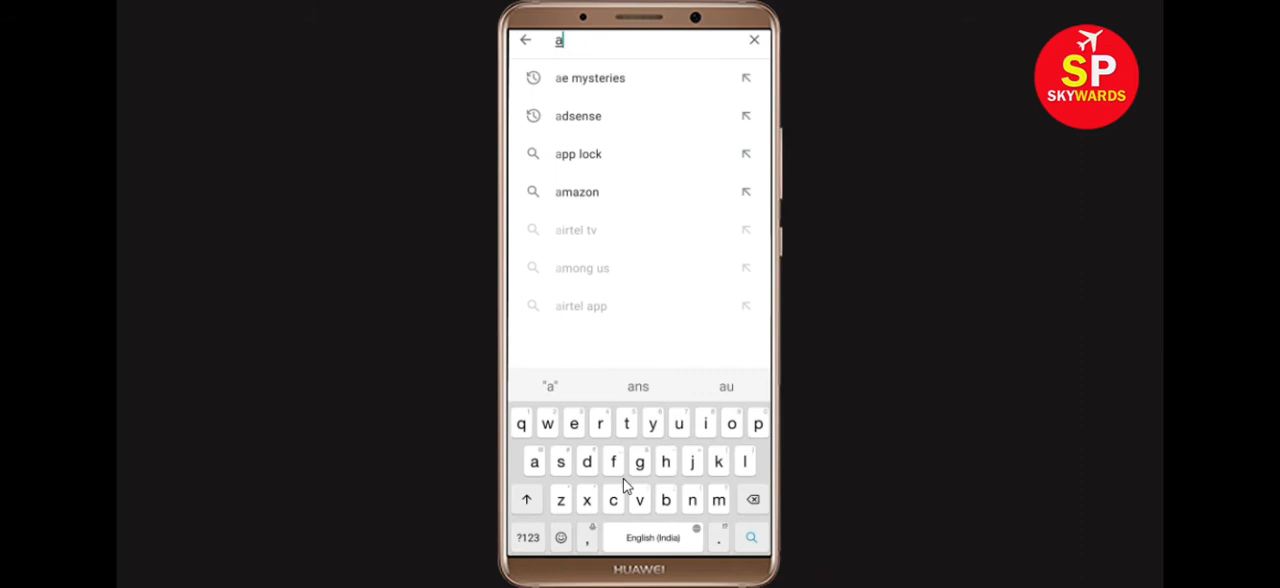 a
ae mysteries
adsense
app lock
amazon
airtel tv
among us
airtel app
"a" ans au
q w e r t y u i o p
a s d f g h j k l
z x c v b n m
?123 , English (India) .
HUAWEI
SP
SKYWARDS